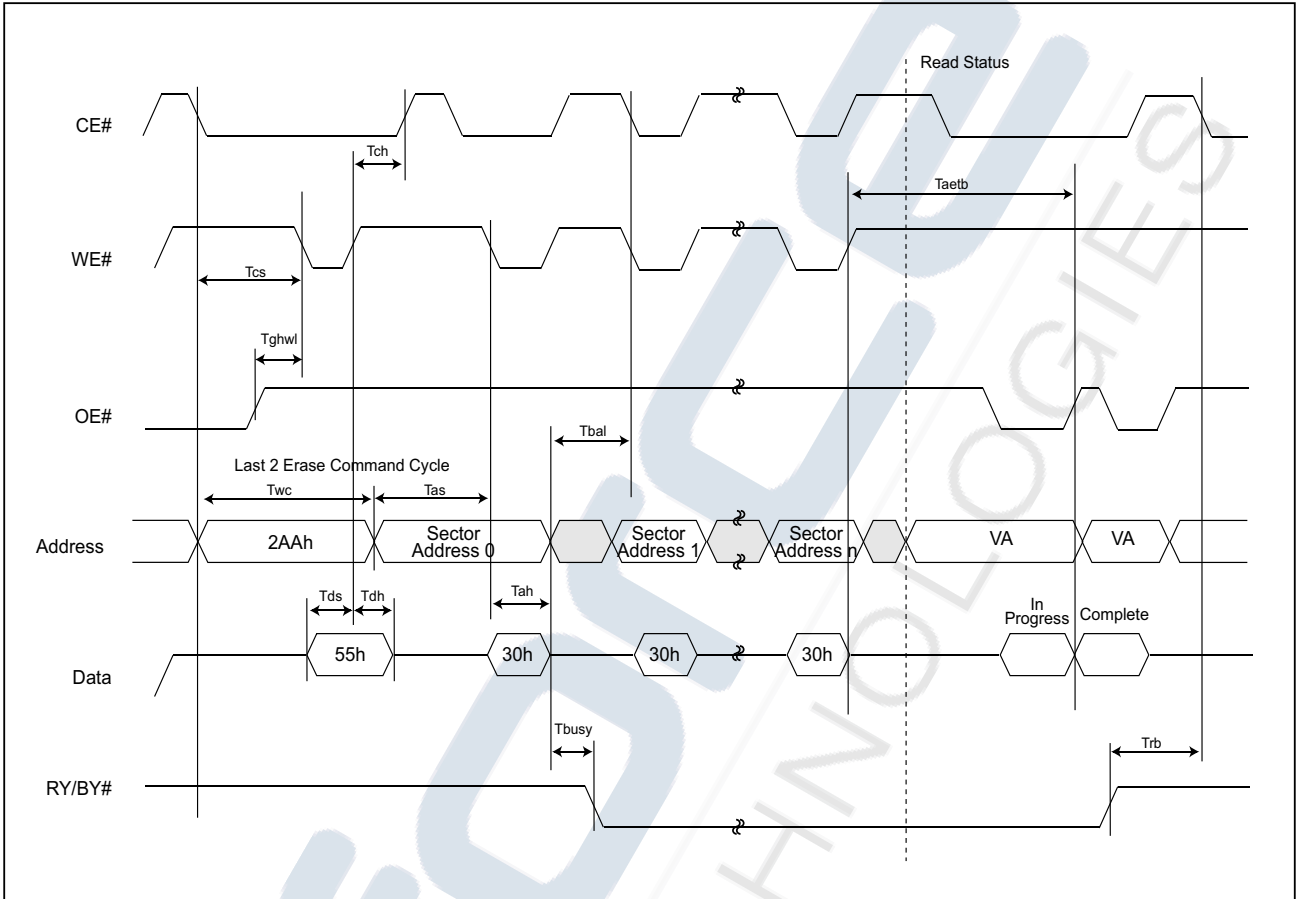 Read Status
CE#
Tch
Taetb
WE#
Tcs
Tghwl
OE#
Tbal
Last 2 Erase Command Cycle
Twc
Tas
Address
2AAh
Sector
Address 0
Sector
Address 1
Sector
Address n
VA
VA
Tds
Tdh
Tah
In
Progress
Complete
Data
55h
30h
30h
30h
Tbusy
Trb
RY/BY#